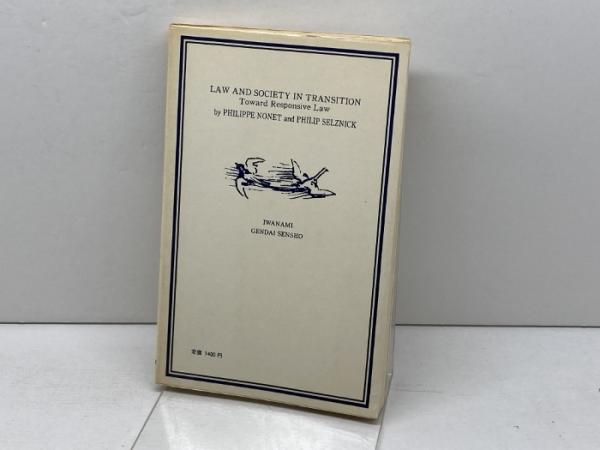 LAW AND SOCIETY IN TRANSITION
Toward Responsive Law
by PHILIPPE NONET and PHILIP SELZNICK
IWANAMI
GENDAI SENSHO
定価 1400 円